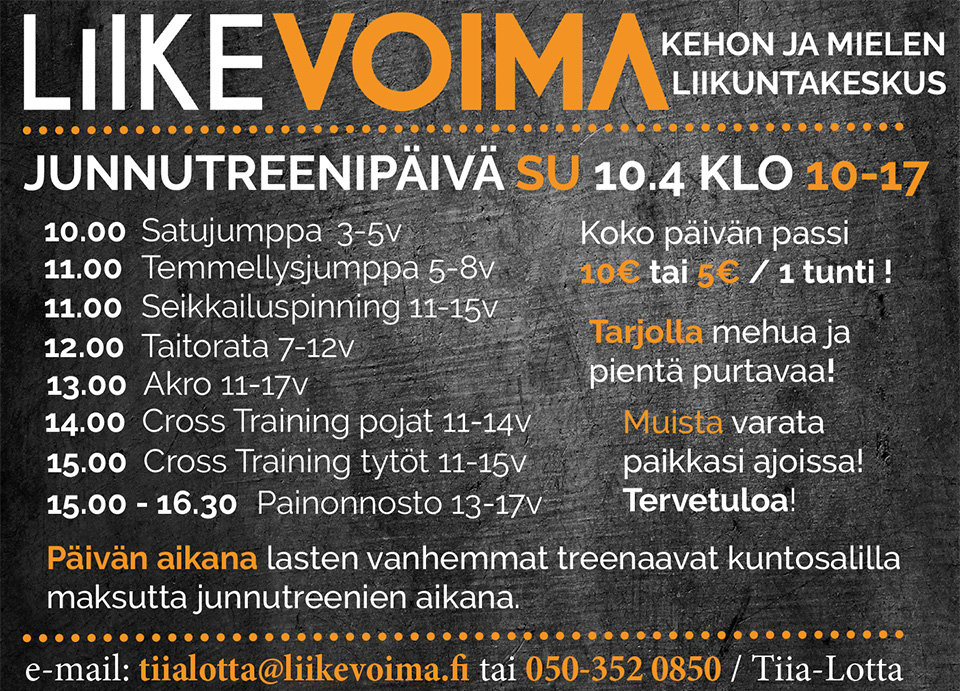 LIIKEVOIMA
KEHON JA MIELEN
LIIKUNTAKESKUS
JUNNUTREENIPÄIVÄ SU 10.4 KLO 10-17
10.00 Satujumppa 3-5v
11.00 Temmellysjumppa 5-8v
11.00 Seikkailuspinning 11-15v
12.00 Taitorata 7-12v
13.00 Akro 11-17v
14.00 Cross Training pojat 11-14v
15.00 Cross Training tytöt 11-15v
15.00 - 16.30 Painonnosto 13-17v
Koko päivän passi
10€ tai 5€ / 1 tunti !
Tarjolla mehua ja
pientä purtavaa!
Muista varata
paikkasi ajoissa!
Tervetuloa!
Päivän aikana lasten vanhemmat treenaavat kuntosalilla
maksutta junnutreenien aikana.
e-mail: tiialotta@liikevoima.fi tai 050-352 0850 / Tiia-Lotta